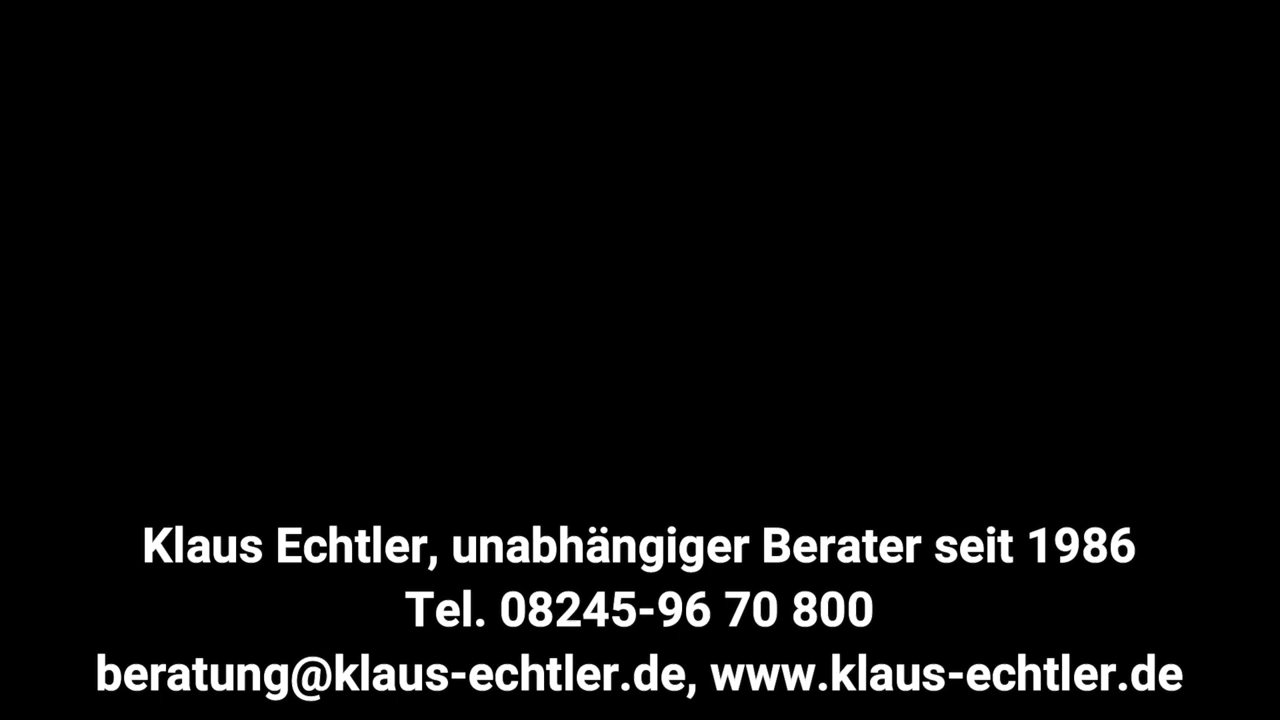 Klaus Echtler, unabhängiger Berater seit 1986
Tel. 08245-96 70 800
beratung@klaus-echtler.de, www.klaus-echtler.de